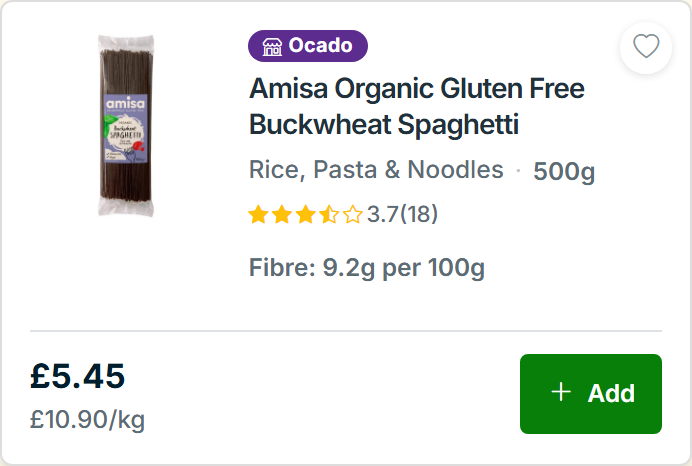 Ocado
Amisa Organic Gluten Free
Buckwheat Spaghetti
Rice, Pasta & Noodles · 500g
3.7(18)
Fibre: 9.2g per 100g
£5.45
£10.90/kg
+ Add
amisa
Buckwheat
SPAGHETTI